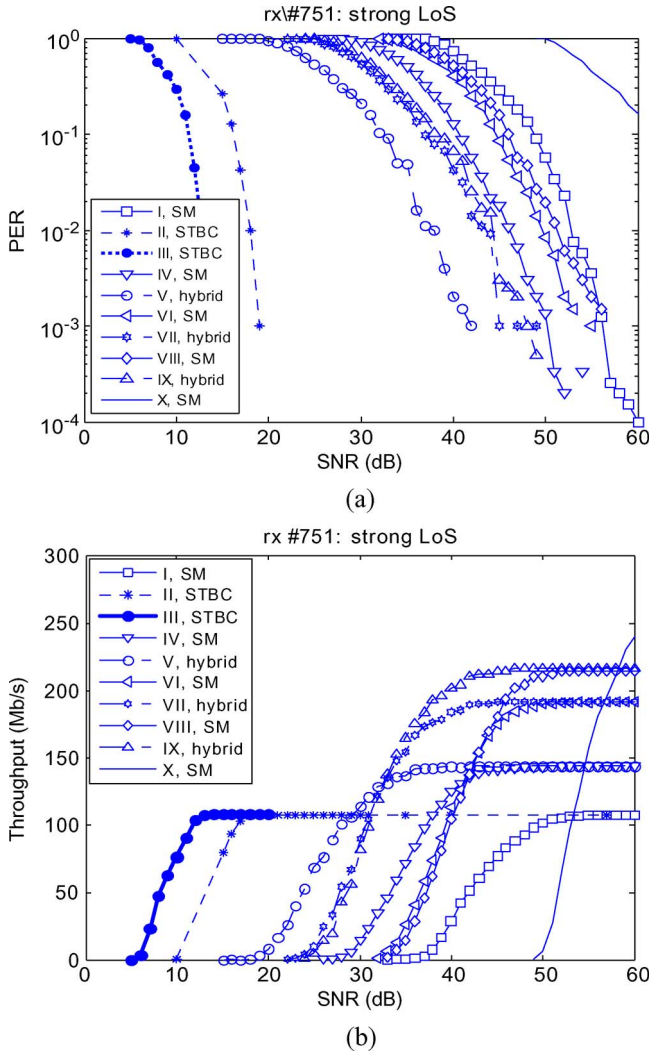 rx\#751: strong LoS
10^0
10^-1
10^-2
10^-3
10^-4
PER
I, SM
II, STBC
III, STBC
IV, SM
V, hybrid
VI, SM
VII, hybrid
VIII, SM
IX, hybrid
X, SM
0 10 20 30 40 50 60
SNR (dB)
(a)
rx #751: strong LoS
300
250
200
150
100
50
0
Throughput (Mb/s)
I, SM
II, STBC
III, STBC
IV, SM
V, hybrid
VI, SM
VII, hybrid
VIII, SM
IX, hybrid
X, SM
0 10 20 30 40 50 60
SNR (dB)
(b)